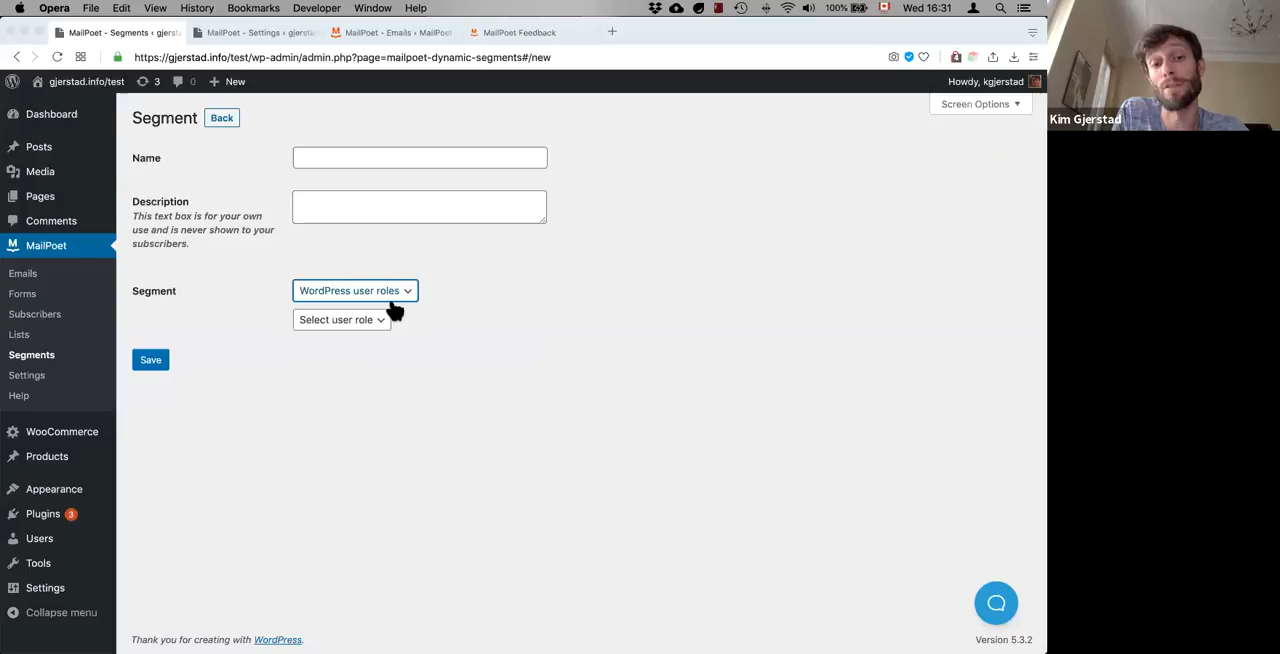 Opera File Edit View History Bookmarks Developer Window Help 100% Wed 16:31
MailPoet - Segments ‹ gjersta
MailPoet - Settings ‹ gjerstad
MailPoet - Emails ‹ MailPoet
MailPoet Feedback
https://gjerstad.info/test/wp-admin/admin.php?page=mailpoet-dynamic-segments#/new
4
gjerstad.info/test 3 0 New Howdy, kgjerstad
Dashboard
Posts
Media
Pages
Comments
MailPoet
Emails
Forms
Subscribers
Lists
Segments
Settings
Help
WooCommerce
Products
Appearance
Plugins 3
Users
Tools
Settings
Collapse menu
Screen Options
Segment Back
Name
Description
This text box is for your own
use and is never shown to your
subscribers.
Segment WordPress user roles
Select user role
Save
Thank you for creating with WordPress.
Version 5.3.2
Kim Gjerstad